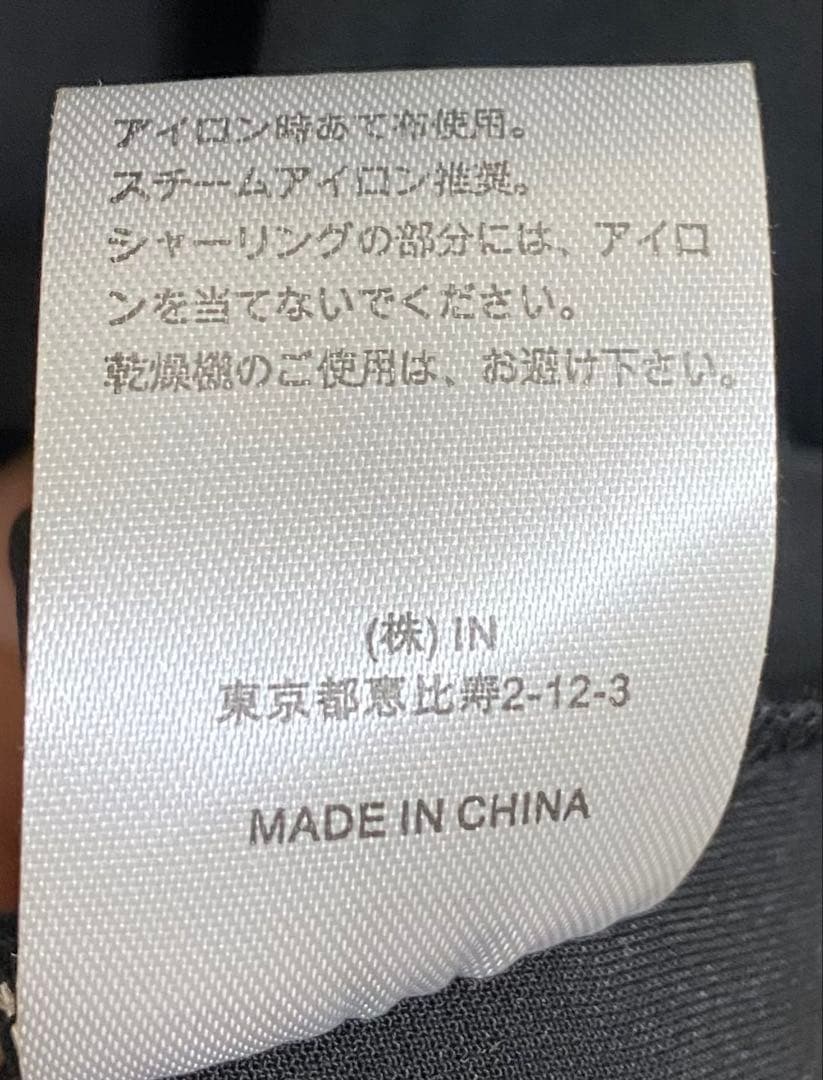 アイロン時あて布使用。
スチームアイロン推奨。
シャーリングの部分には、アイロ
ンを当てないでください。
乾燥機のご使用は、お避け下さい。
(株) IN
東京都恵比寿2-12-3
MADE IN CHINA